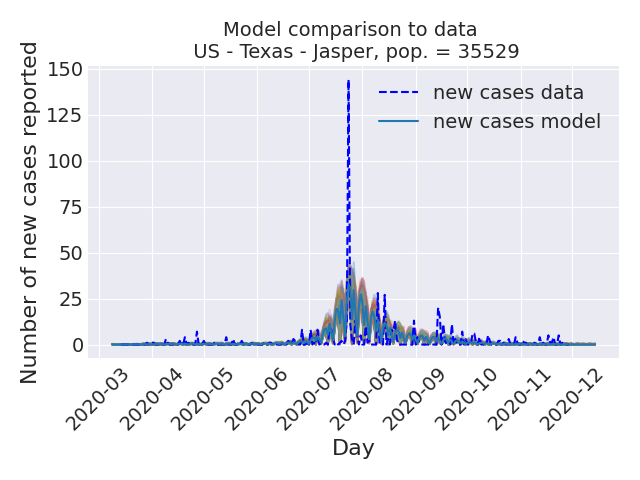 Model comparison to data
US - Texas - Jasper, pop. = 35529
Number of new cases reported
150
125
100
75
50
25
0
new cases data
new cases model
2020-03
2020-04
2020-05
2020-06
2020-07
2020-08
2020-09
2020-10
2020-11
2020-12
Day